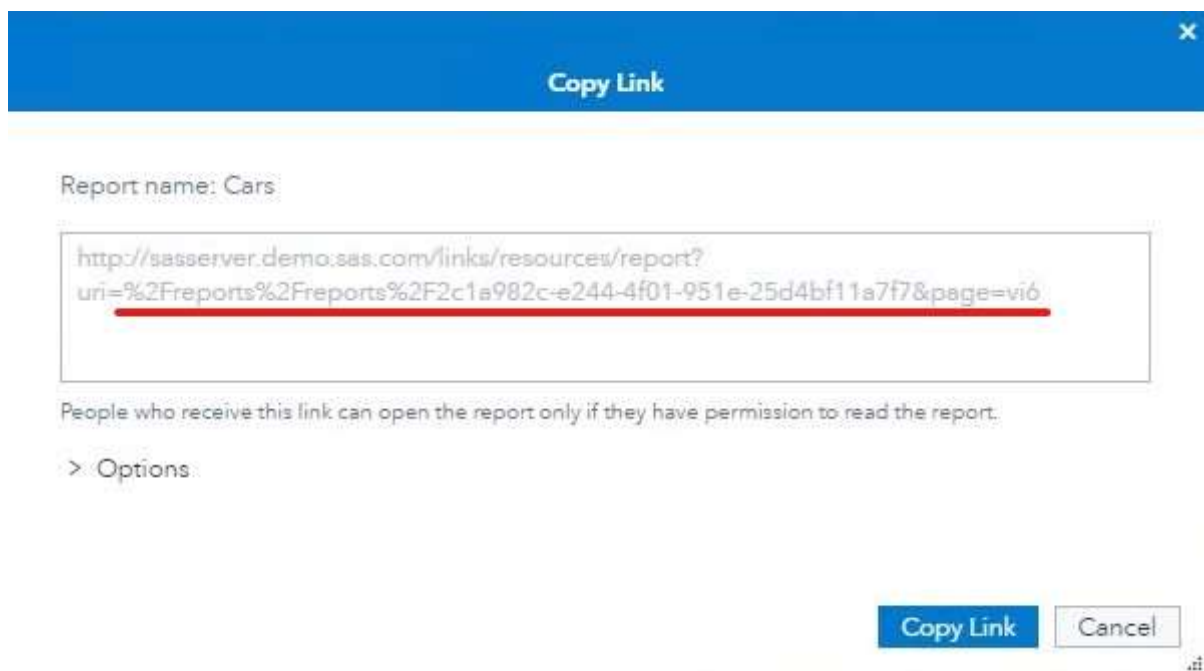 Copy Link
Report name: Cars
http://sasserver.demo.sas.com/links/resources/report?
uri=%2Freports%2Freports%2F2c1a982c-e244-4f01-951e-25d4bf11a7f7&page=vi6
People who receive this link can open the report only if they have permission to read the report.
> Options
Copy Link Cancel